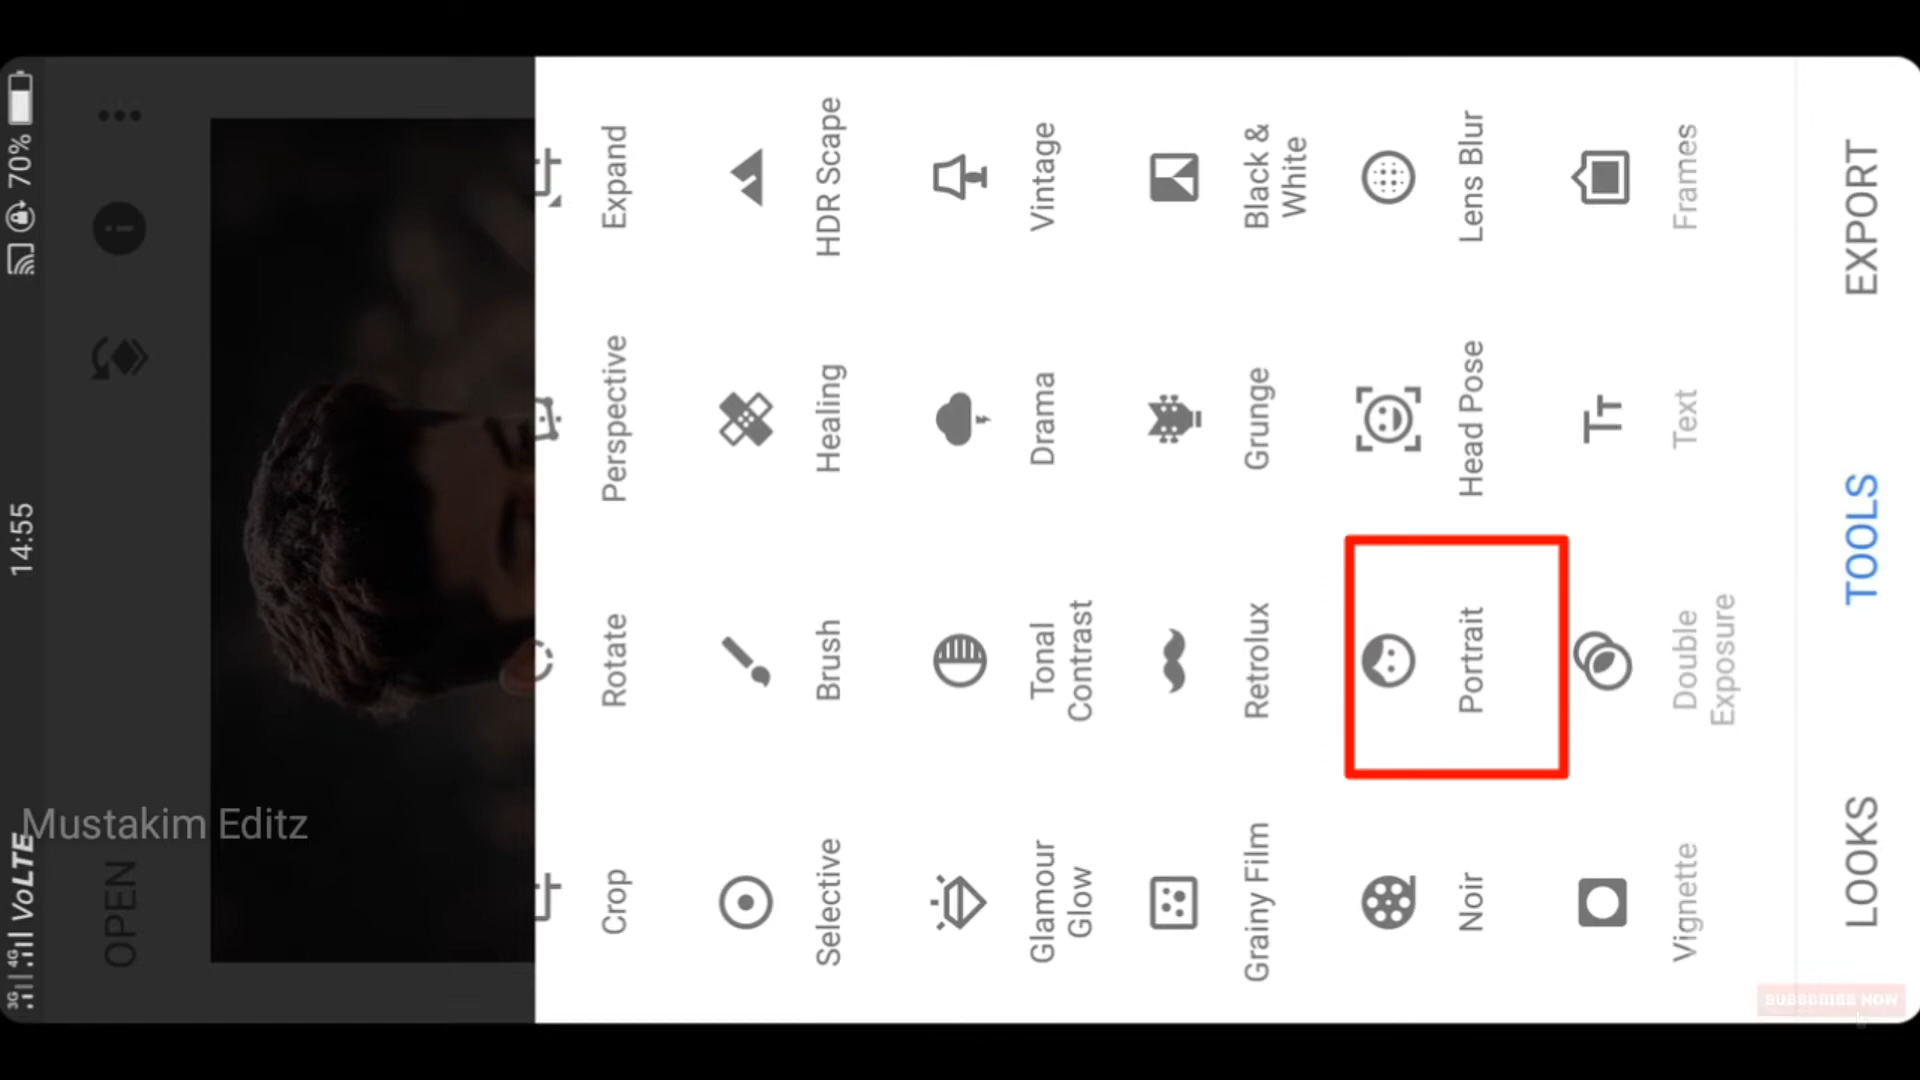 3G 4G VoLTE
14:55
70%
OPEN
Mustakim Editz
Crop
Rotate
Perspective
Expand
Selective
Brush
Healing
HDR Scape
Glamour
Glow
Tonal
Contrast
Drama
Vintage
Grainy Film
Retrolux
Grunge
Black &
White
Noir
Portrait
Head Pose
Lens Blur
Vignette
Double
Exposure
Text
Frames
LOOKS
TOOLS
EXPORT